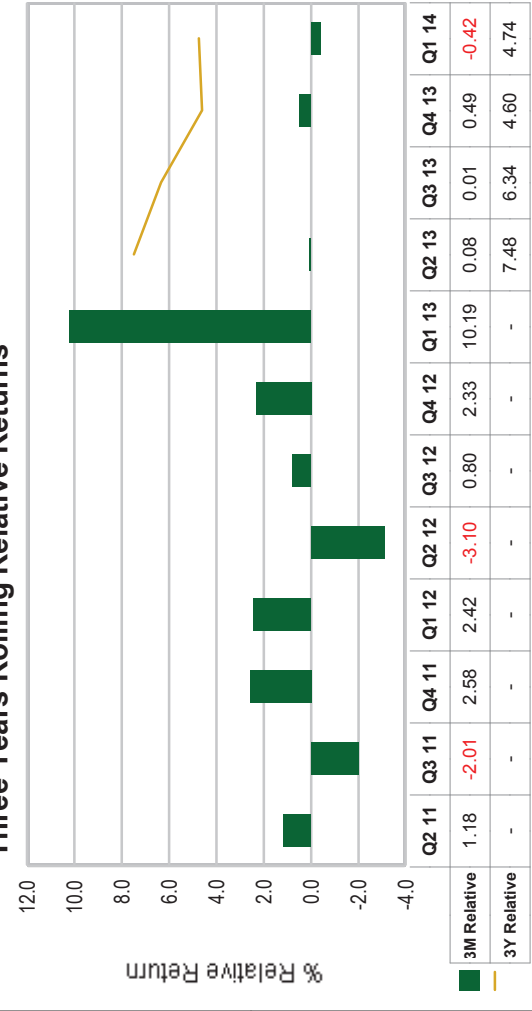 Three Years Rolling Relative Returns
% Relative Return
12.0
10.0
8.0
6.0
4.0
2.0
0.0
-2.0
-4.0
Q2 11 Q3 11 Q4 11 Q1 12 Q2 12 Q3 12 Q4 12 Q1 13 Q2 13 Q3 13 Q4 13 Q1 14
3M Relative 1.18 -2.01 2.58 2.42 -3.10 0.80 2.33 10.19 0.08 0.01 0.49 -0.42
3Y Relative - - - - - - - - 7.48 6.34 4.60 4.74